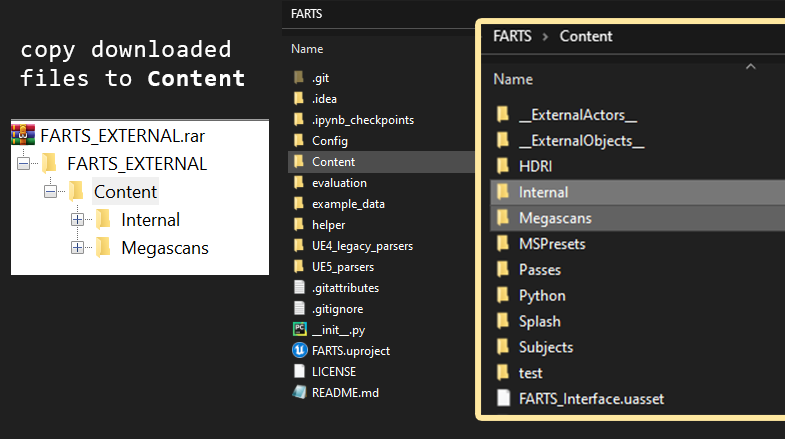 copy downloaded
files to Content
FARTS_EXTERNAL.rar
FARTS_EXTERNAL
Content
Internal
Megascans
FARTS
Name
.git
.idea
.ipynb_checkpoints
Config
Content
evaluation
example_data
helper
UE4_legacy_parsers
UE5_parsers
.gitattributes
.gitignore
__init__.py
FARTS.uproject
LICENSE
README.md
FARTS > Content
Name
__ExternalActors__
__ExternalObjects__
HDRI
Internal
Megascans
MSPresets
Passes
Python
Splash
Subjects
test
FARTS_Interface.uasset